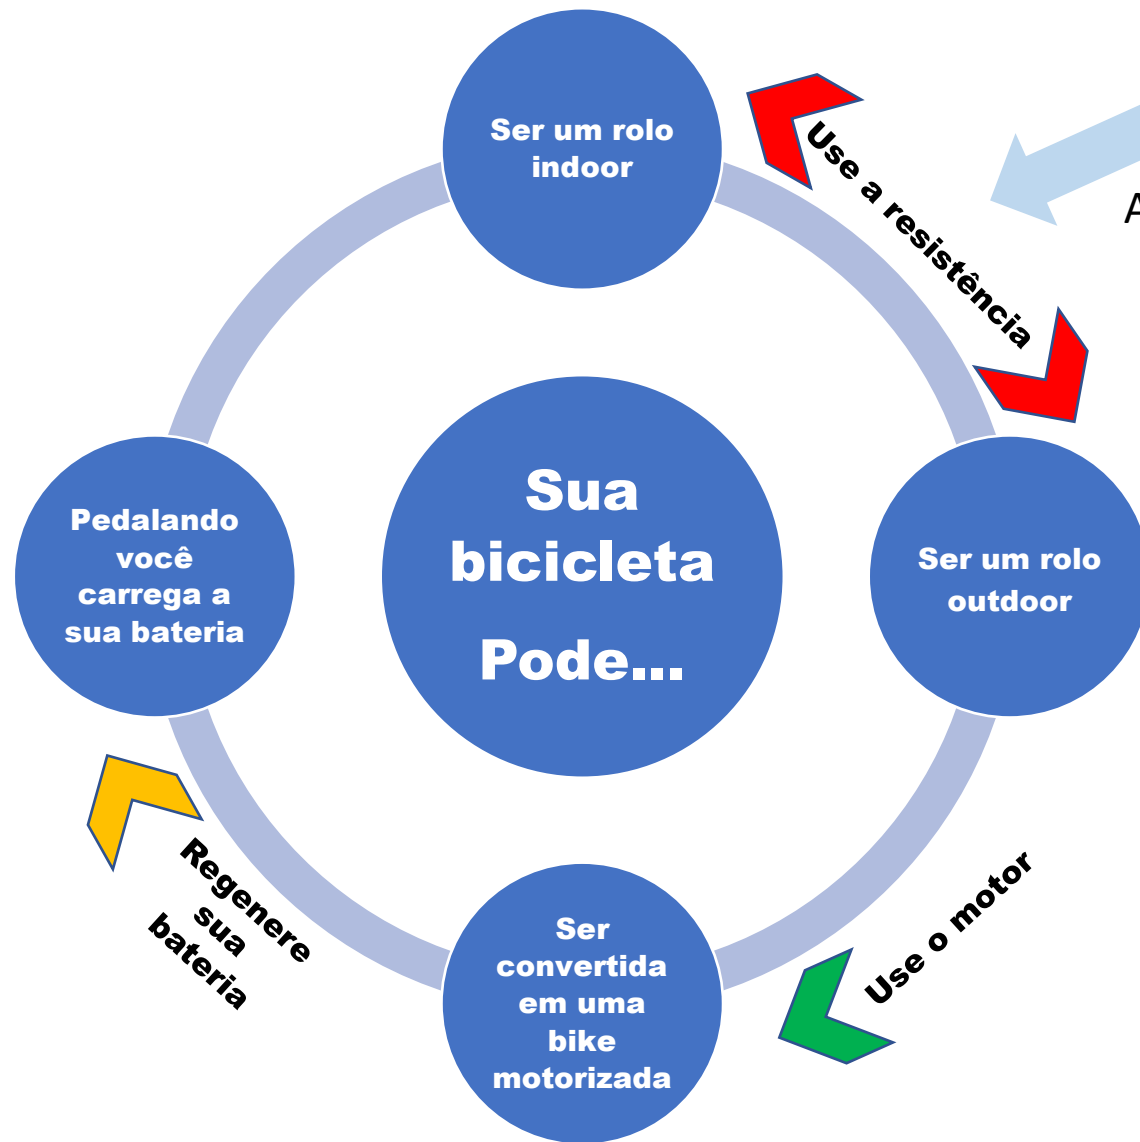 Ser um rolo
indoor
Use a resistência
A
Sua
bicicleta
Pode...
Pedalando
você
carrega a
sua bateria
Ser um rolo
outdoor
Regenere
sua
bateria
Use o motor
Ser
convertida
em uma
bike
motorizada